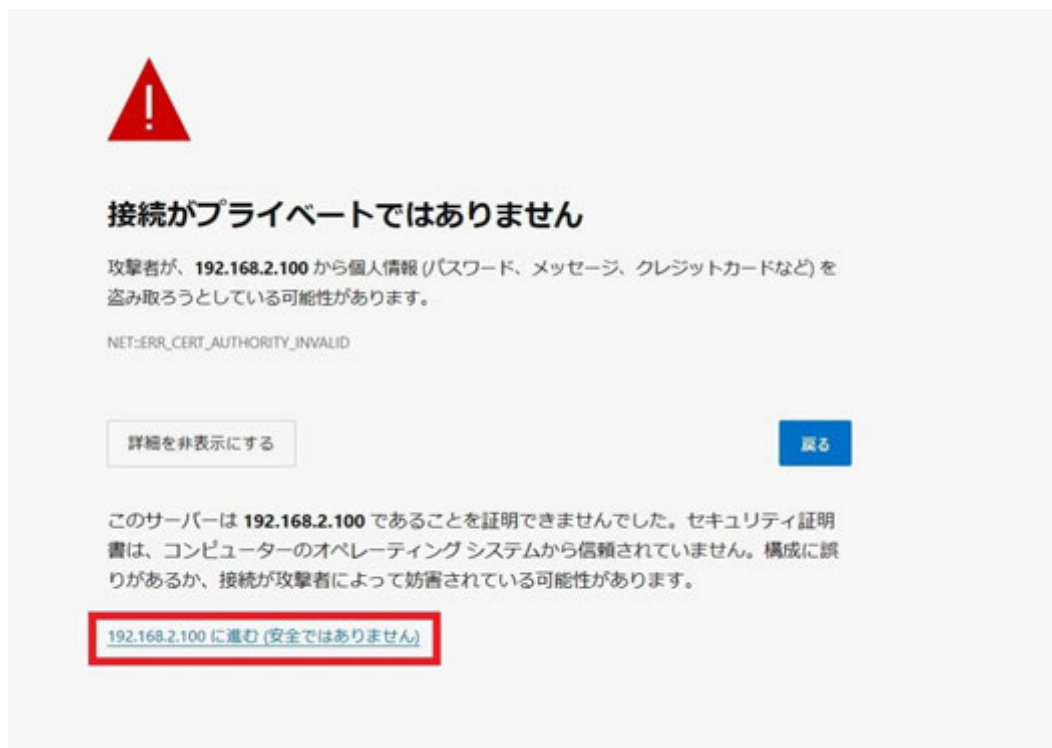 接続がプライベートではありません
攻撃者が、192.168.2.100 から個人情報 (パスワード、メッセージ、クレジットカードなど) を
盗み取ろうとしている可能性があります。
NET::ERR_CERT_AUTHORITY_INVALID
詳細を非表示にする
戻る
このサーバーは 192.168.2.100 であることを証明できませんでした。セキュリティ証明
書は、コンピューターのオペレーティング システムから信頼されていません。構成に誤
りがあるか、接続が攻撃者によって妨害されている可能性があります。
192.168.2.100 に進む (安全ではありません)